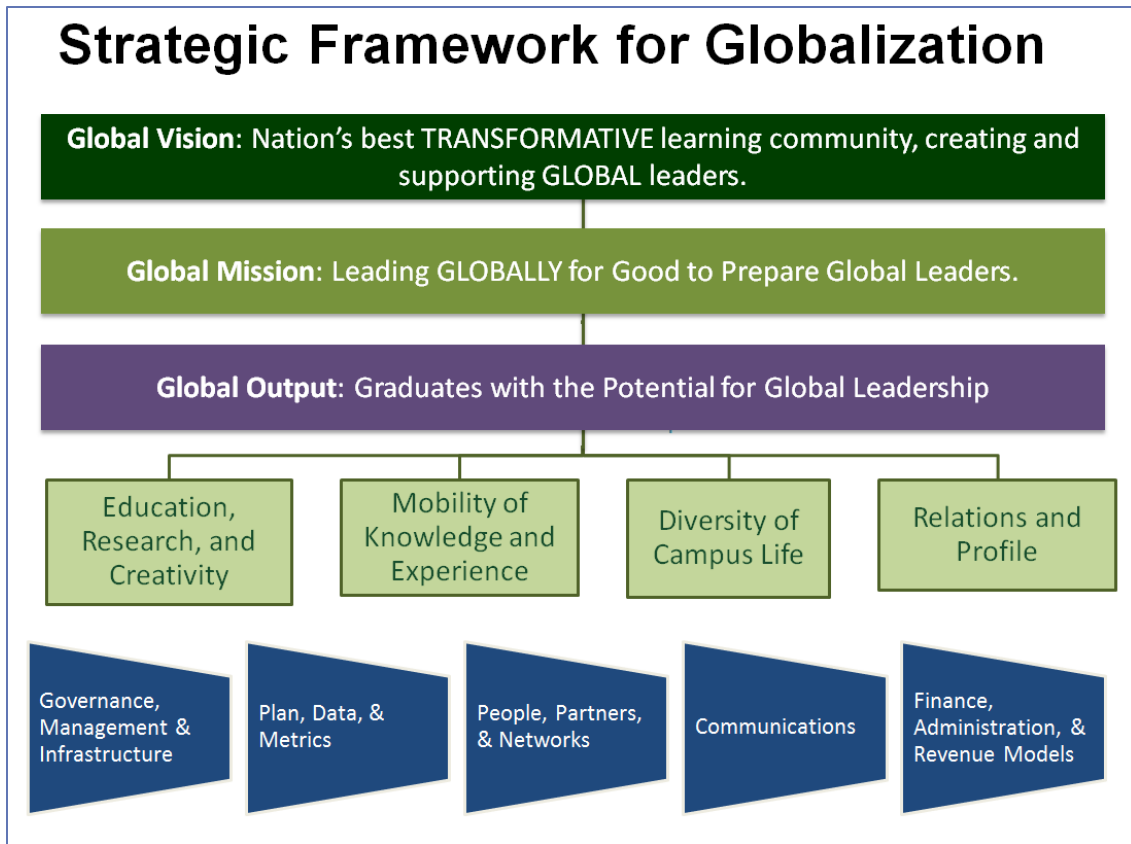 Strategic Framework for Globalization
Global Vision: Nation’s best TRANSFORMATIVE learning community, creating and
supporting GLOBAL leaders.
Global Mission: Leading GLOBALLY for Good to Prepare Global Leaders.
Global Output: Graduates with the Potential for Global Leadership
Education,
Research, and
Creativity
Mobility of
Knowledge and
Experience
Diversity of
Campus Life
Relations and
Profile
Governance,
Management &
Infrastructure
Plan, Data, &
Metrics
People, Partners,
& Networks
Communications
Finance,
Administration, &
Revenue Models